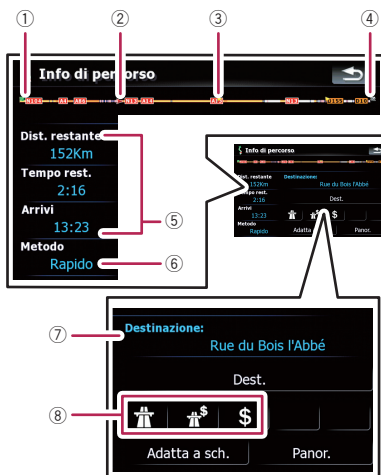 ① ② ③ ④
Info di percorso
N104 A4 A86 N13 A14 A13 N13 D155
Dist. restante
152Km
Tempo rest.
2:16
Arrivi
13:23
Metodo
Rapido
⑤
⑥
Info di percorso
Dist. restante
152Km
Tempo rest.
2:16
Arrivi
13:23
Metodo
Rapido
Destinazione:
Rue du Bois l'Abbé
Dest.
$ $
Adatta a sch. Panor.
⑦
Destinazione:
Rue du Bois l'Abbé
Dest.
⑧
$ $
Adatta a sch. Panor.